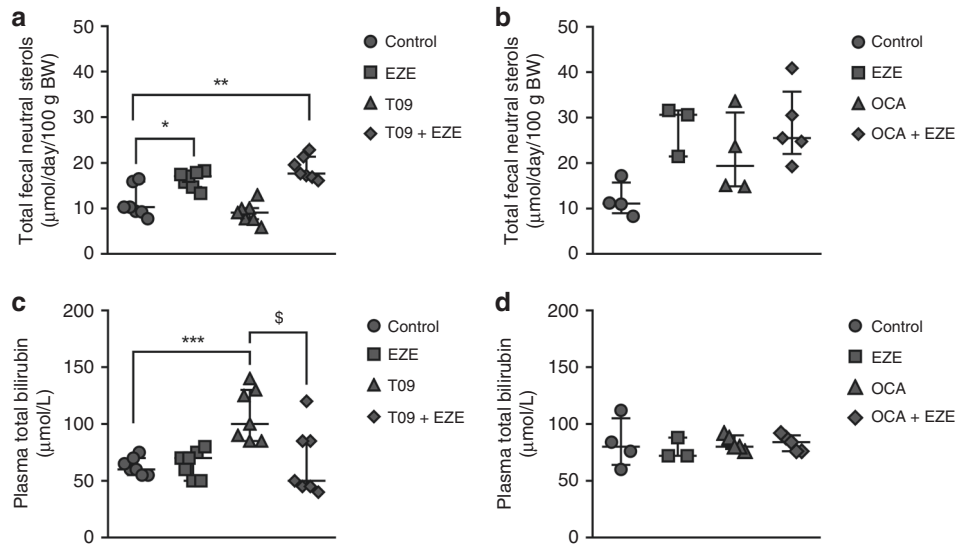 a
Total fecal neutral sterols
(μmol/day/100 g BW)
50
40
30
20
10
0
*
**
Control
EZE
T09
T09 + EZE
b
Total fecal neutral sterols
(μmol/day/100 g BW)
50
40
30
20
10
0
Control
EZE
OCA
OCA + EZE
c
Plasma total bilirubin
(μmol/L)
200
150
100
50
0
***
$
Control
EZE
T09
T09 + EZE
d
Plasma total bilirubin
(μmol/L)
200
150
100
50
0
Control
EZE
OCA
OCA + EZE